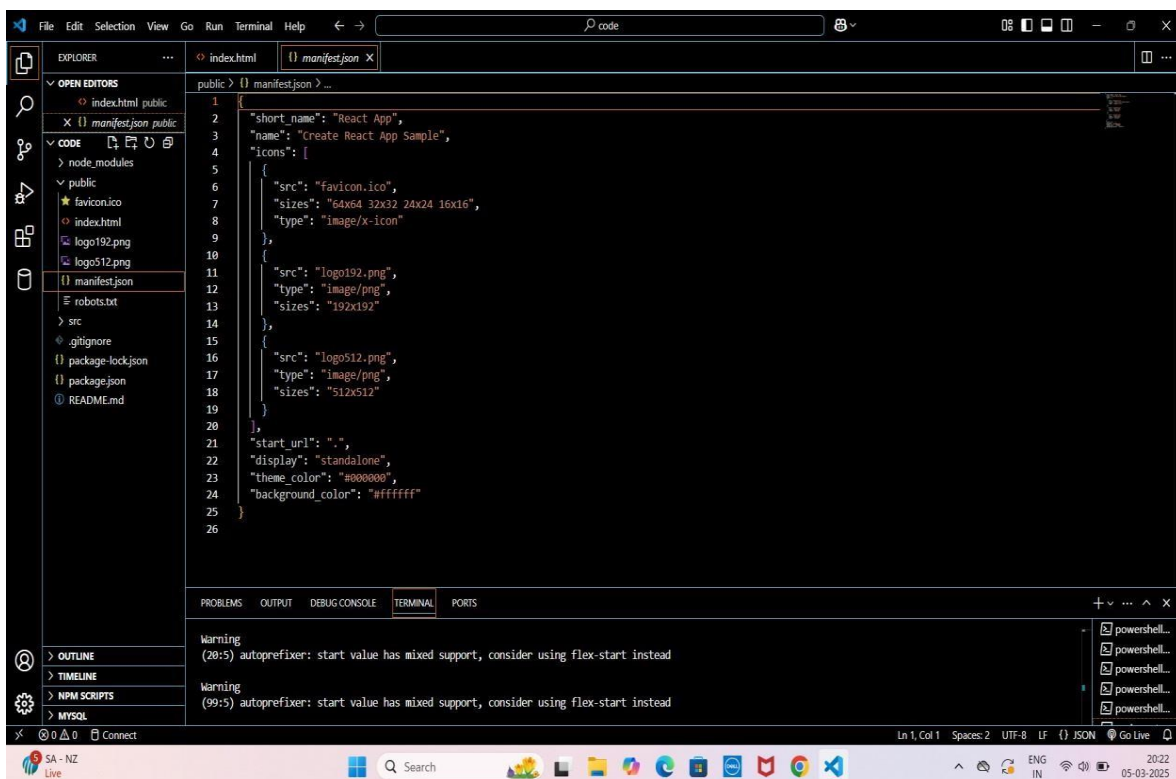 File Edit Selection View Go Run Terminal Help
code
EXPLORER
index.html
{} manifest.json X
OPEN EDITORS
index.html public
X {} manifest.json public
public > {} manifest.json > ...
CODE
node_modules
public
favicon.ico
index.html
logo192.png
logo512.png
{} manifest.json
robots.txt
src
.gitignore
{} package-lock.json
{} package.json
README.md
1 {
2 "short_name": "React App",
3 "name": "Create React App Sample",
4 "icons": [
5 {
6 "src": "favicon.ico",
7 "sizes": "64x64 32x32 24x24 16x16",
8 "type": "image/x-icon"
9 },
10 {
11 "src": "logo192.png",
12 "type": "image/png",
13 "sizes": "192x192"
14 },
15 {
16 "src": "logo512.png",
17 "type": "image/png",
18 "sizes": "512x512"
19 }
20 ],
21 "start_url": ".",
22 "display": "standalone",
23 "theme_color": "#000000",
24 "background_color": "#ffffff"
25 }
26
PROBLEMS OUTPUT DEBUG CONSOLE TERMINAL PORTS
Warning
(20:5) autoprefixer: start value has mixed support, consider using flex-start instead
Warning
(99:5) autoprefixer: start value has mixed support, consider using flex-start instead
powershell...
powershell...
powershell...
powershell...
powershell...
OUTLINE
TIMELINE
NPM SCRIPTS
MYSQL
0 0 Connect
Ln 1, Col 1 Spaces: 2 UTF-8 LF {} JSON Go Live
5 SA - NZ
Live
Search
ENG
IN
20:22
05-03-2025